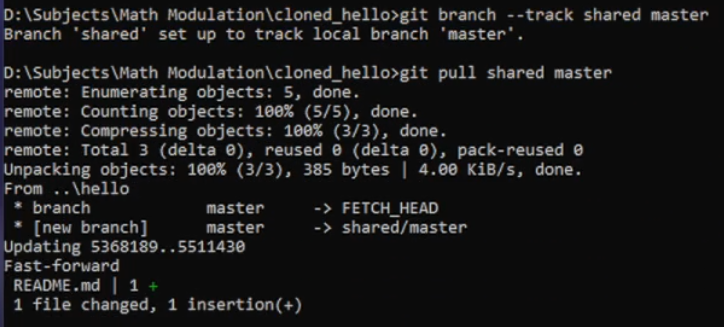 D:\Subjects\Math Modulation\cloned_hello>git branch --track shared master
Branch 'shared' set up to track local branch 'master'.
D:\Subjects\Math Modulation\cloned_hello>git pull shared master
remote: Enumerating objects: 5, done.
remote: Counting objects: 100% (5/5), done.
remote: Compressing objects: 100% (3/3), done.
remote: Total 3 (delta 0), reused 0 (delta 0), pack-reused 0
Unpacking objects: 100% (3/3), 385 bytes | 4.00 KiB/s, done.
From ..\hello
 * branch            master     -> FETCH_HEAD
 * [new branch]      master     -> shared/master
Updating 5368189..5511430
Fast-forward
 README.md | 1 +
 1 file changed, 1 insertion(+)